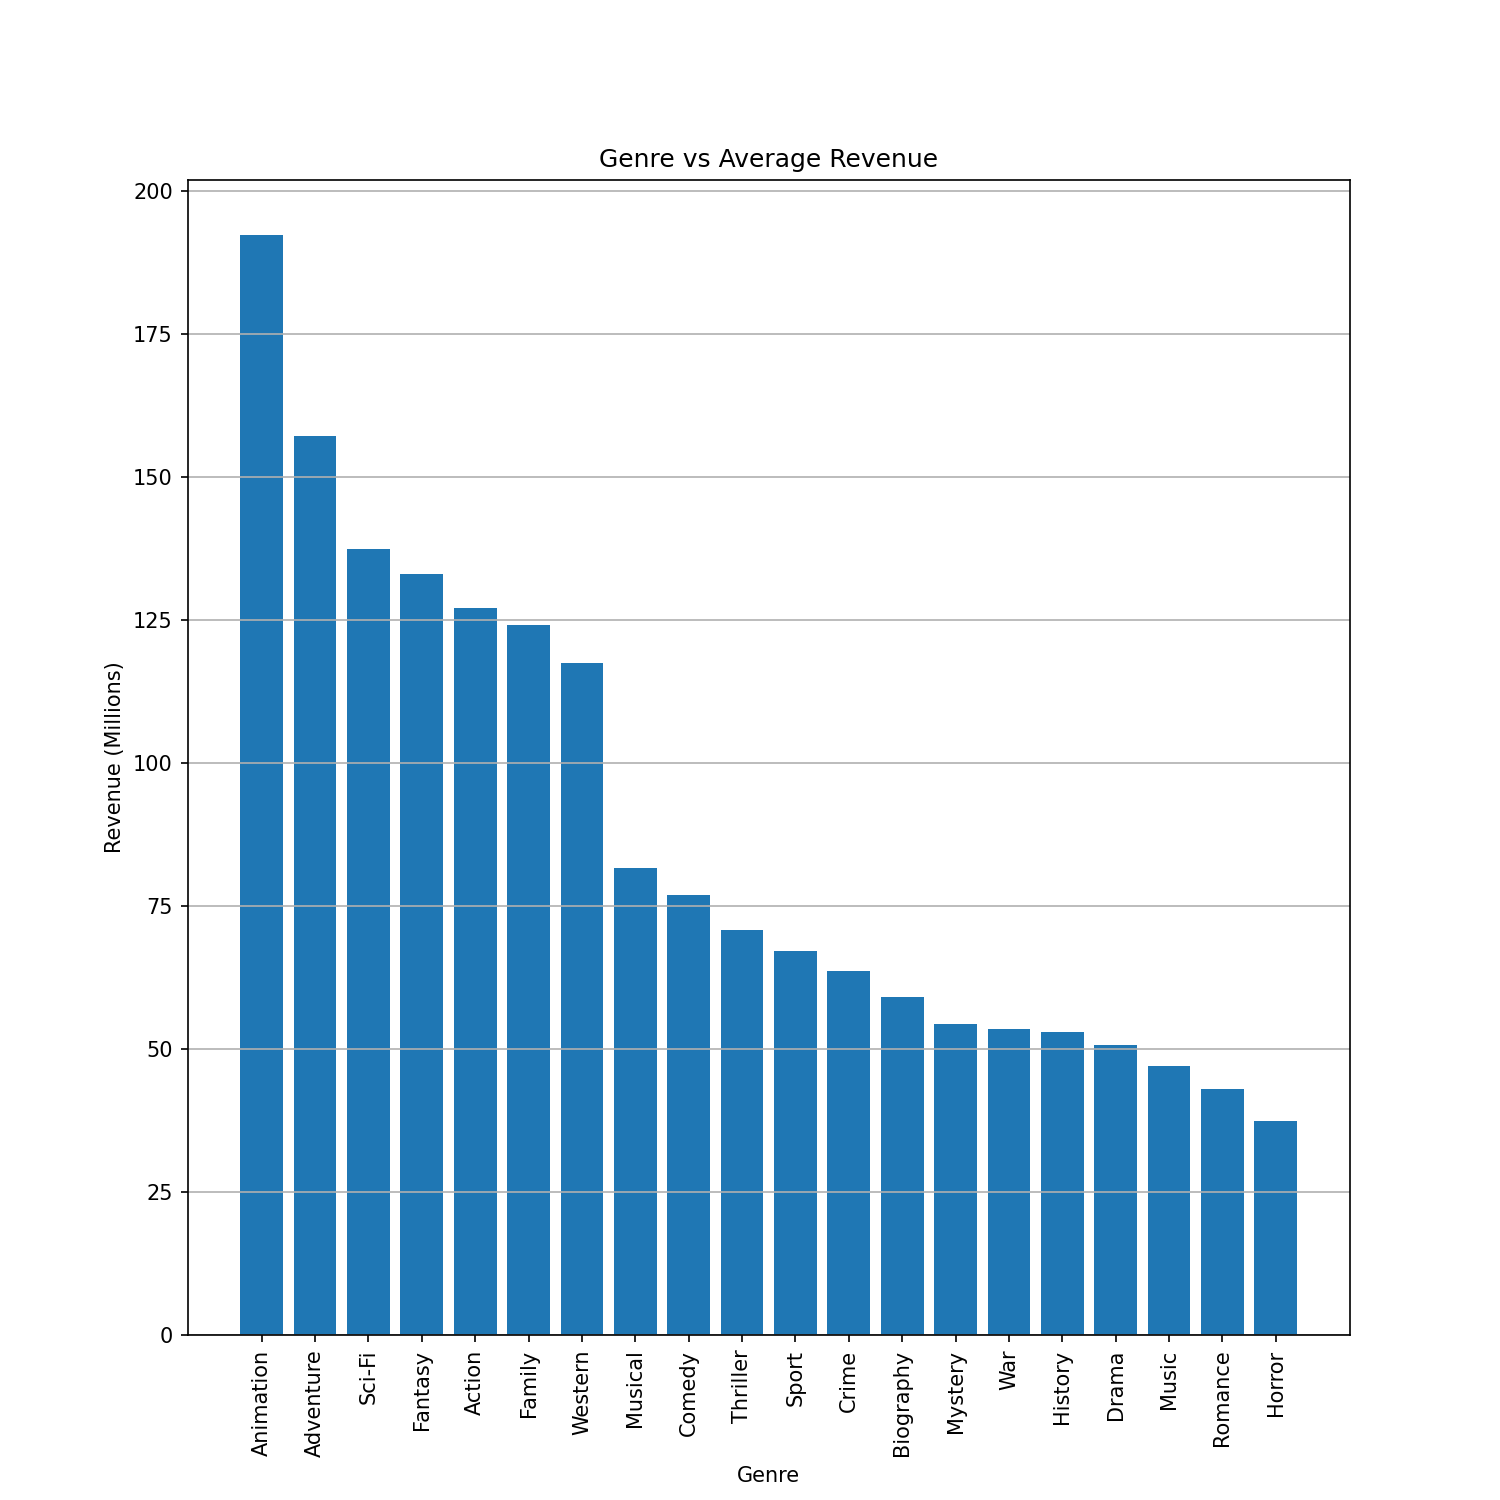 Genre vs Average Revenue
200
175
150
125
100
75
50
25
0
Revenue (Millions)
Animation
Adventure
Sci-Fi
Fantasy
Action
Family
Western
Musical
Comedy
Thriller
Sport
Crime
Biography
Mystery
War
History
Drama
Music
Romance
Horror
Genre